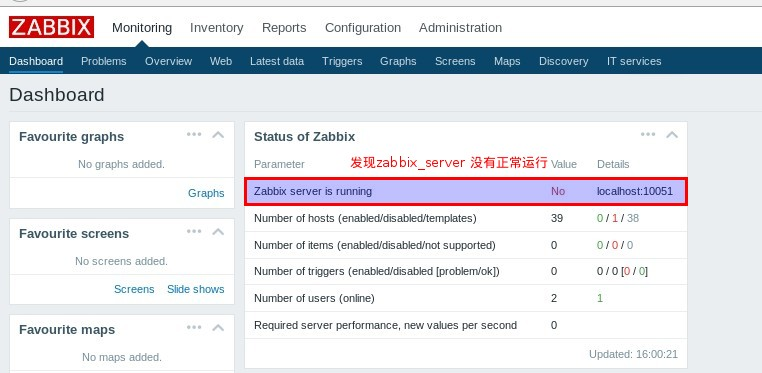 ZABBIX Monitoring Inventory Reports Configuration Administration
Dashboard Problems Overview Web Latest data Triggers Graphs Screens Maps Discovery IT services
Dashboard
Favourite graphs
No graphs added.
Graphs
Favourite screens
No screens added.
Screens Slide shows
Favourite maps
No maps added.
Status of Zabbix
Parameter 发现zabbix_server 没有正常运行 Value Details
Zabbix server is running No localhost:10051
Number of hosts (enabled/disabled/templates) 39 0 / 1 / 38
Number of items (enabled/disabled/not supported) 0 0 / 0 / 0
Number of triggers (enabled/disabled [problem/ok]) 0 0 / 0 [0 / 0]
Number of users (online) 2 1
Required server performance, new values per second 0
Updated: 16:00:21